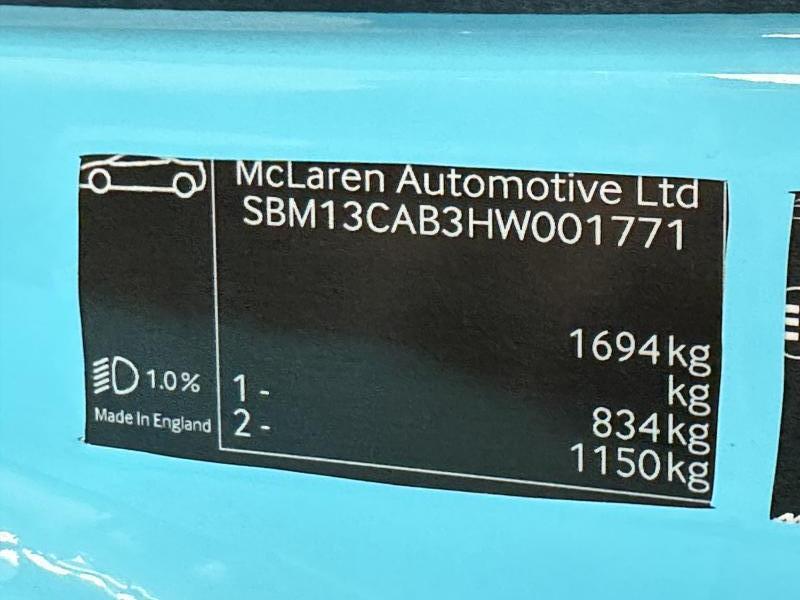 McLaren Automotive Ltd
SBM13CAB3HW001771
1694kg
kg
1 - 834kg
2 - 1150kg
1.0%
Made In England